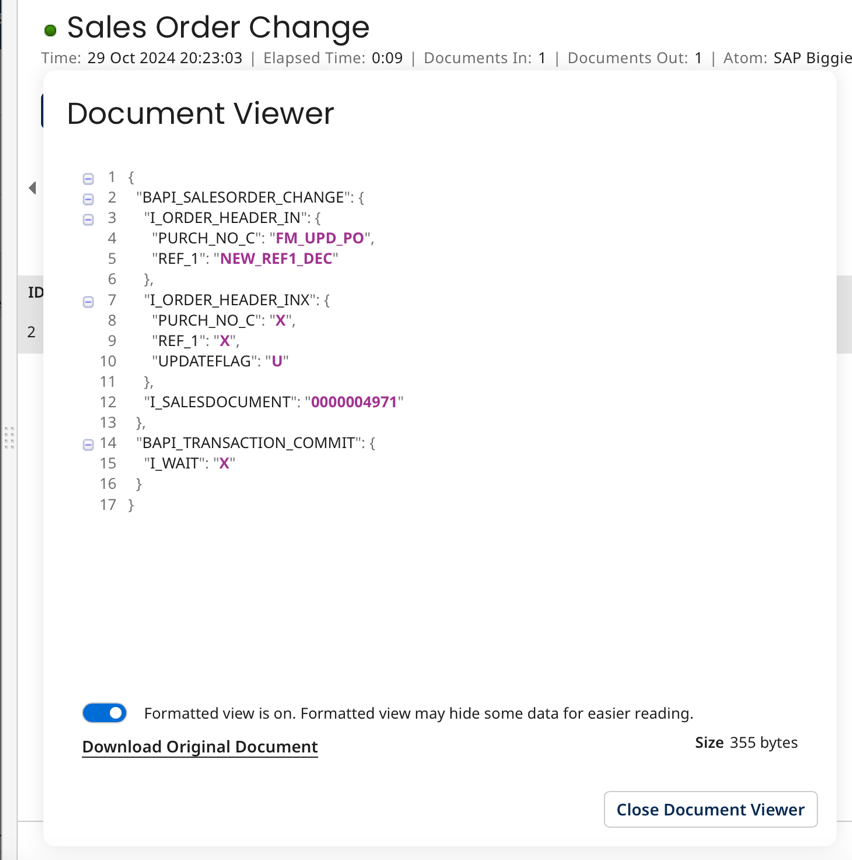 Sales Order Change
Time: 29 Oct 2024 20:23:03 | Elapsed Time: 0:09 | Documents In: 1 | Documents Out: 1 | Atom: SAP Biggie
Document Viewer
1 {
2 "BAPI_SALESORDER_CHANGE": {
3 "I_ORDER_HEADER_IN": {
4 "PURCH_NO_C": "FM_UPD_PO",
5 "REF_1": "NEW_REF1_DEC"
6 },
7 "I_ORDER_HEADER_INX": {
8 "PURCH_NO_C": "X",
9 "REF_1": "X",
10 "UPDATEFLAG": "U"
11 },
12 "I_SALESDOCUMENT": "0000004971"
13 },
14 "BAPI_TRANSACTION_COMMIT": {
15 "I_WAIT": "X"
16 }
17 }
ID
2
Formatted view is on. Formatted view may hide some data for easier reading.
Download Original Document
Size 355 bytes
Close Document Viewer